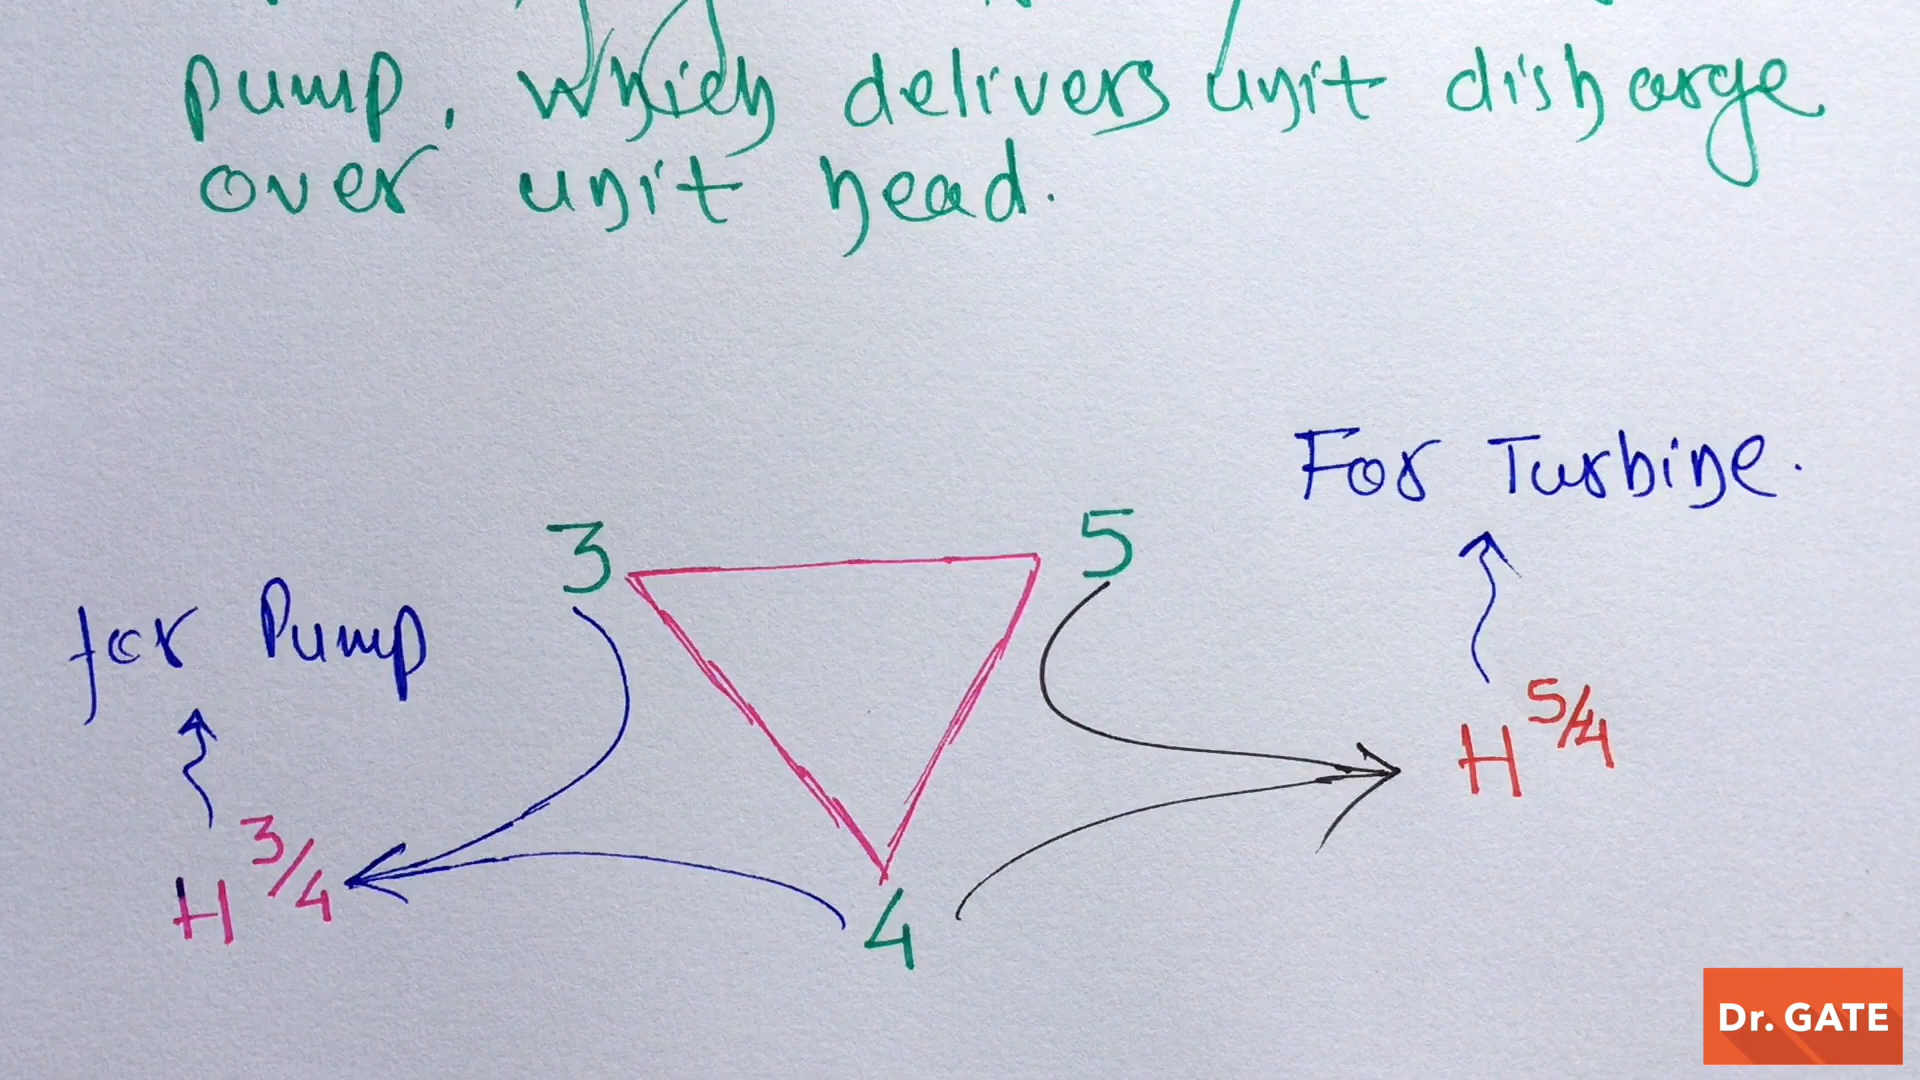 pump, which delivers unit discharge
over unit head.
For Turbine.
3
5
for Pump
H^5/4
H^3/4
4
Dr. GATE